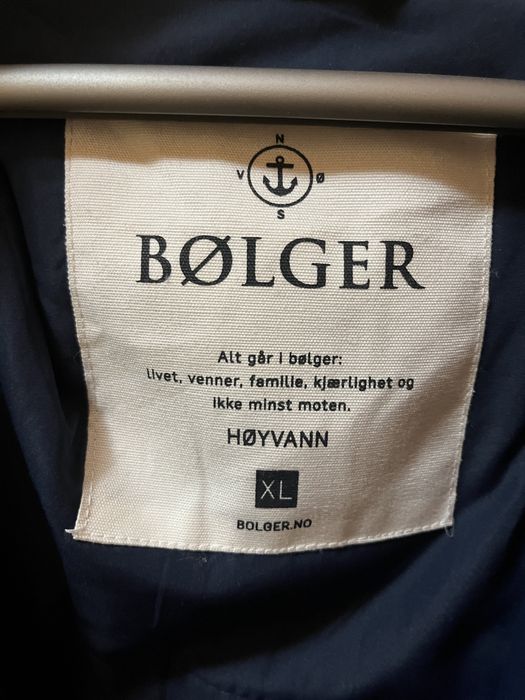 N
V Ø
S
BØLGER
Alt går i bølger:
livet, venner, familie, kjærlighet og
ikke minst moten.
HØYVANN
XL
BOLGER.NO